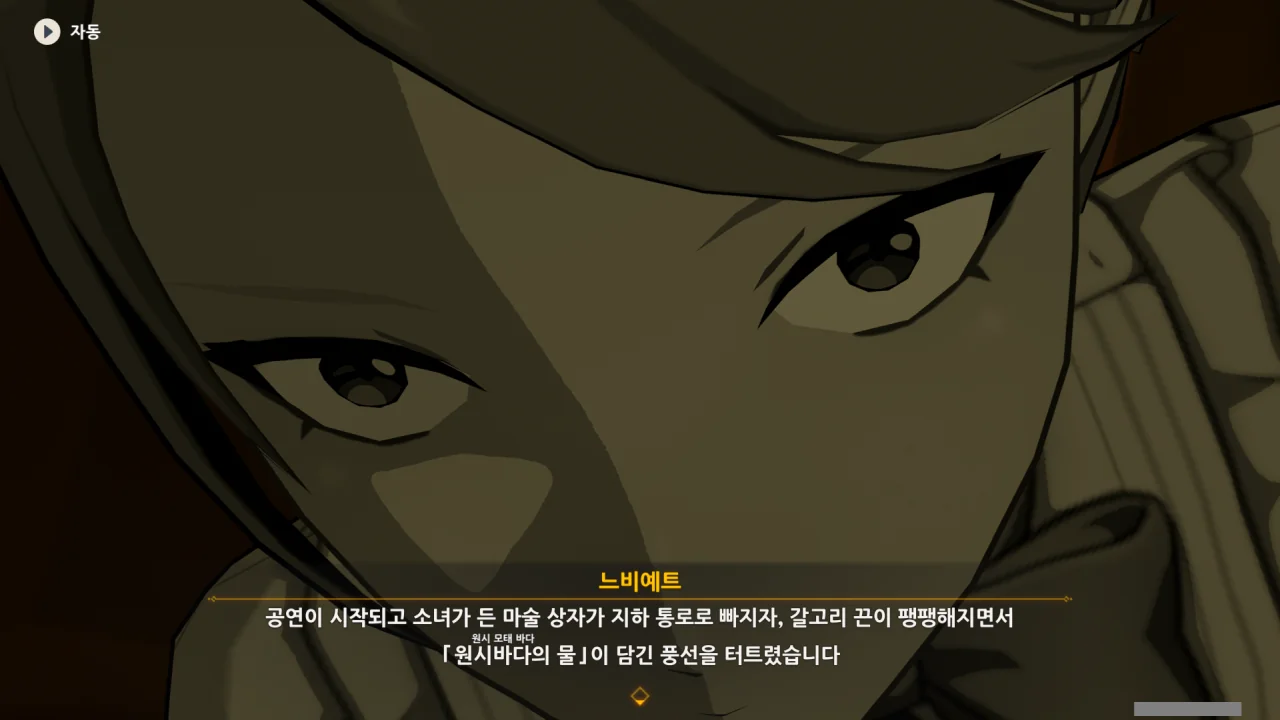 자동
느비예트
공연이 시작되고 소녀가 든 마술 상자가 지하 통로로 빠지자, 갈고리 끈이 팽팽해지면서
원시 모태 바다
「원시바다의 물」이 담긴 풍선을 터트렸습니다